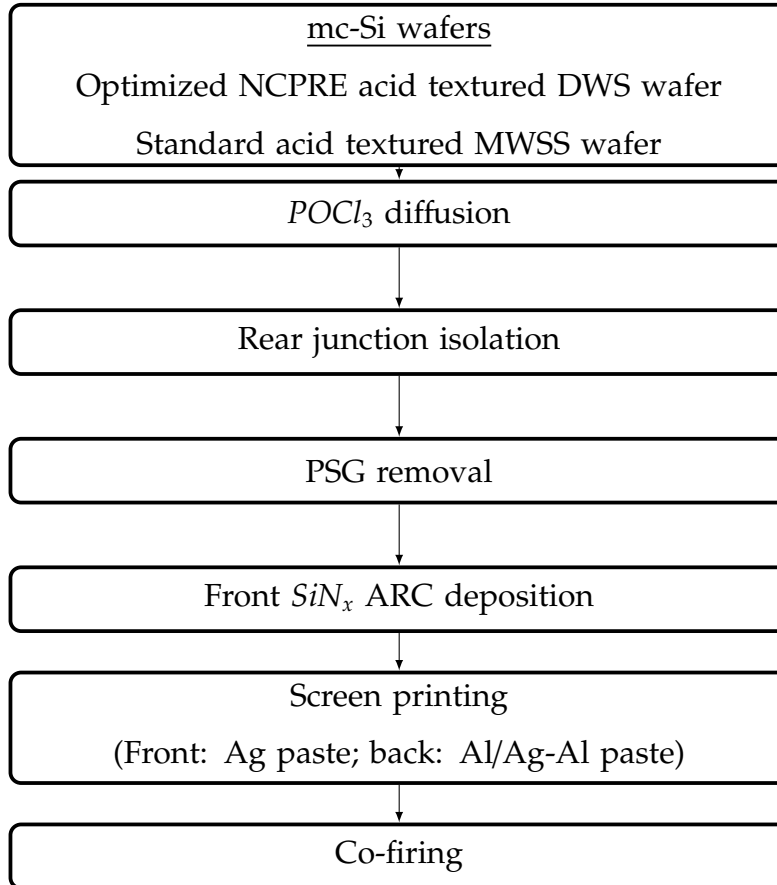 mc-Si wafers
Optimized NCPRE acid textured DWS wafer
Standard acid textured MWSS wafer
POCl₃ diffusion
Rear junction isolation
PSG removal
Front SiNₓ ARC deposition
Screen printing
(Front: Ag paste; back: Al/Ag-Al paste)
Co-firing